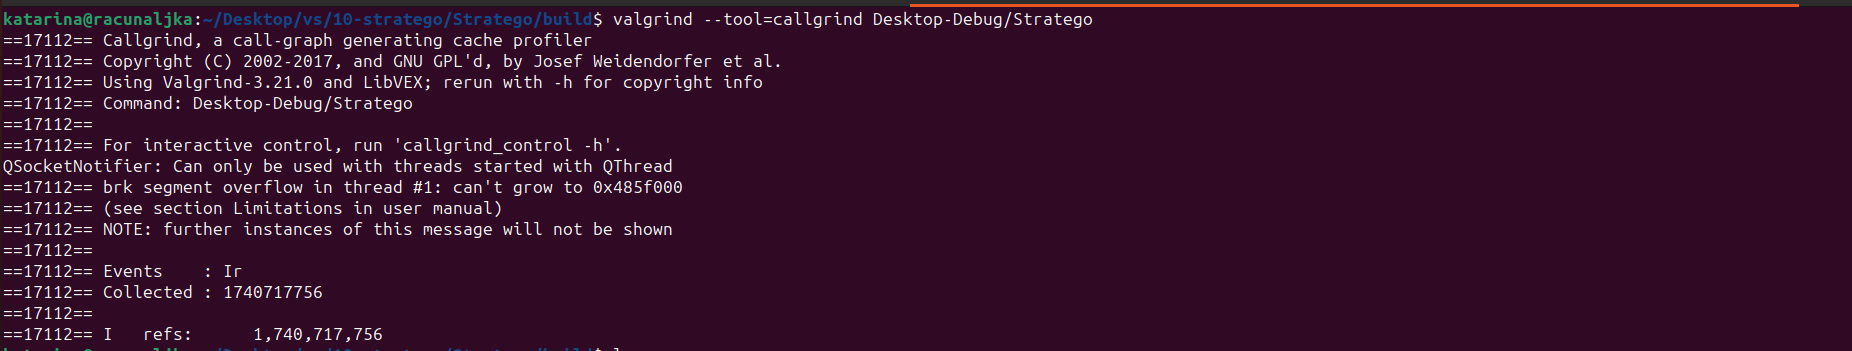 katarina@racunaljka:~/Desktop/vs/10-stratego/Stratego/build$ valgrind --tool=callgrind Desktop-Debug/Stratego
==17112== Callgrind, a call-graph generating cache profiler
==17112== Copyright (C) 2002-2017, and GNU GPL'd, by Josef Weidendorfer et al.
==17112== Using Valgrind-3.21.0 and LibVEX; rerun with -h for copyright info
==17112== Command: Desktop-Debug/Stratego
==17112==
==17112== For interactive control, run 'callgrind_control -h'.
QSocketNotifier: Can only be used with threads started with QThread
==17112== brk segment overflow in thread #1: can't grow to 0x485f000
==17112== (see section Limitations in user manual)
==17112== NOTE: further instances of this message will not be shown
==17112==
==17112== Events    : Ir
==17112== Collected : 1740717756
==17112==
==17112== I   refs:      1,740,717,756